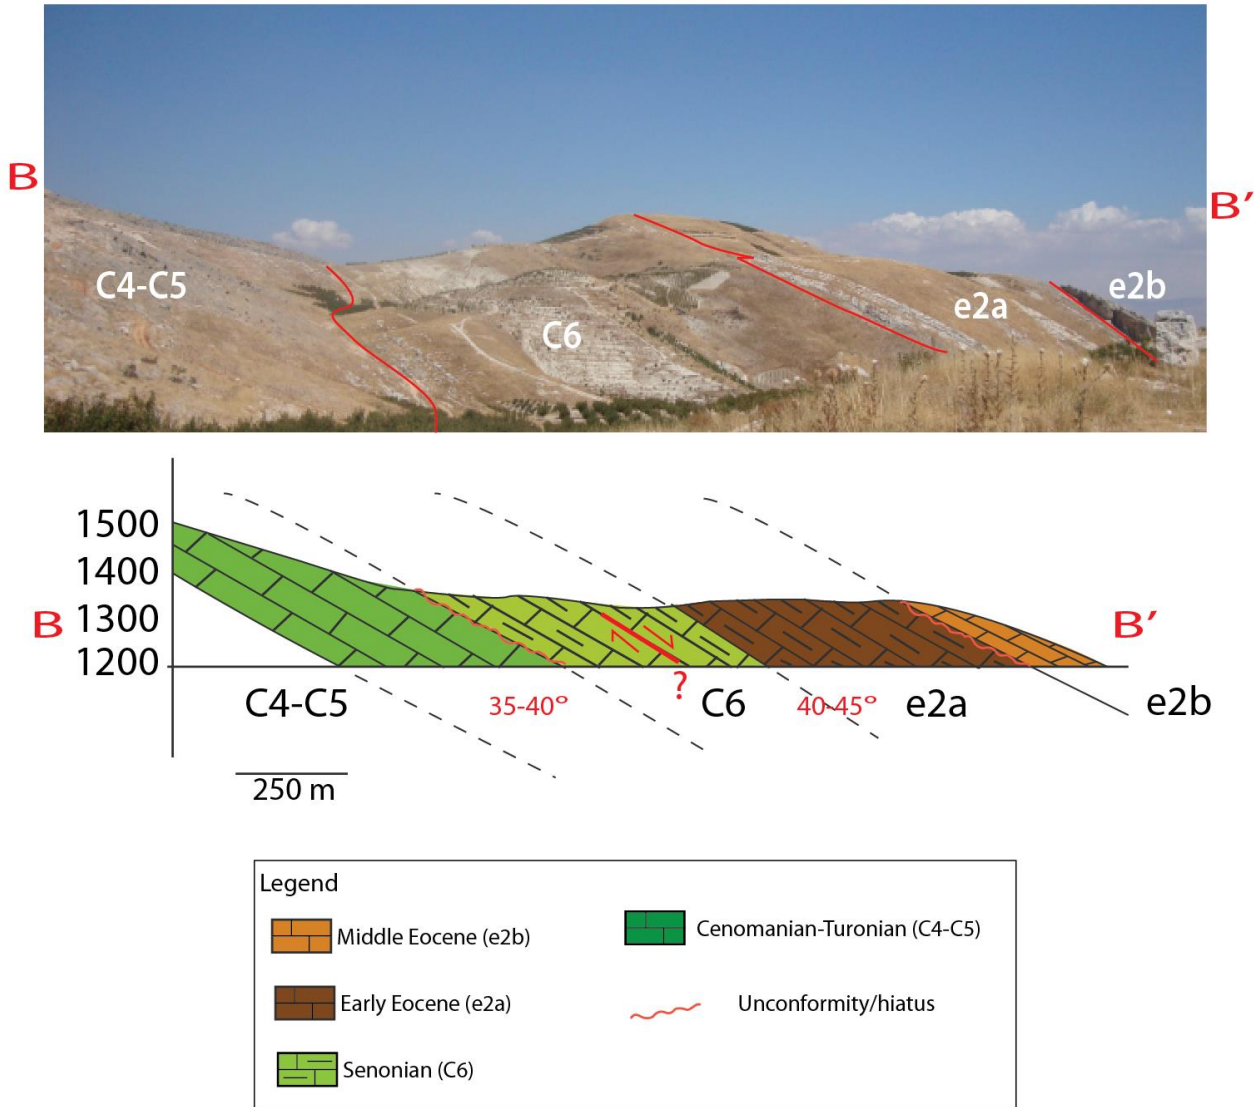 B
B′
C4-C5
C6
e2a
e2b
1500
1400
1300
1200
B
B′
C4-C5
35-40°
?
C6
40-45°
e2a
e2b
250 m
Legend
Middle Eocene (e2b)
Cenomanian-Turonian (C4-C5)
Early Eocene (e2a)
Unconformity/hiatus
Senonian (C6)